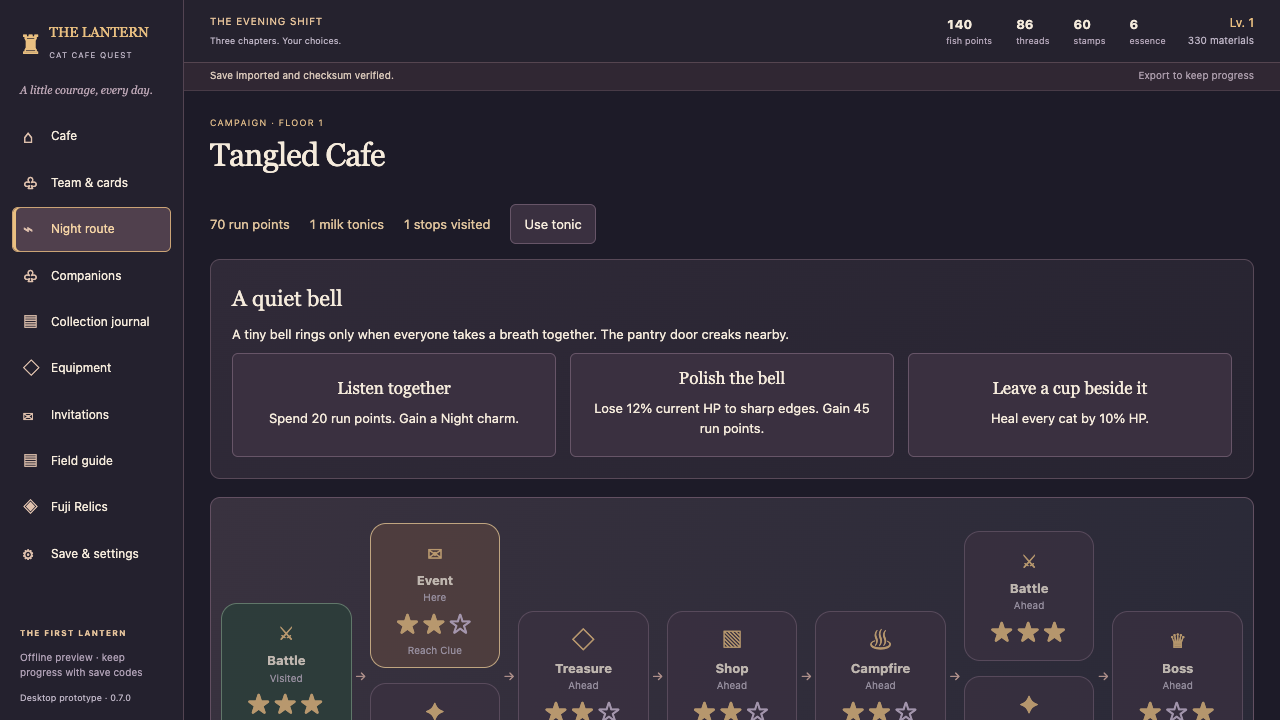 THE LANTERN
CAT CAFE QUEST
A little courage, every day.
Cafe
Team & cards
Night route
Companions
Collection journal
Equipment
Invitations
Field guide
Fuji Relics
Save & settings
THE FIRST LANTERN
Offline preview · keep
progress with save codes
Desktop prototype · 0.7.0
THE EVENING SHIFT
Three chapters. Your choices.
140
fish points
86
threads
60
stamps
6
essence
Lv. 1
330 materials
Save imported and checksum verified.
Export to keep progress
CAMPAIGN · FLOOR 1
Tangled Cafe
70 run points
1 milk tonics
1 stops visited
Use tonic
A quiet bell
A tiny bell rings only when everyone takes a breath together. The pantry door creaks nearby.
Listen together
Spend 20 run points. Gain a Night charm.
Polish the bell
Lose 12% current HP to sharp edges. Gain 45
run points.
Leave a cup beside it
Heal every cat by 10% HP.
Battle
Visited
Event
Here
Reach Clue
Treasure
Ahead
Shop
Ahead
Campfire
Ahead
Battle
Ahead
Boss
Ahead